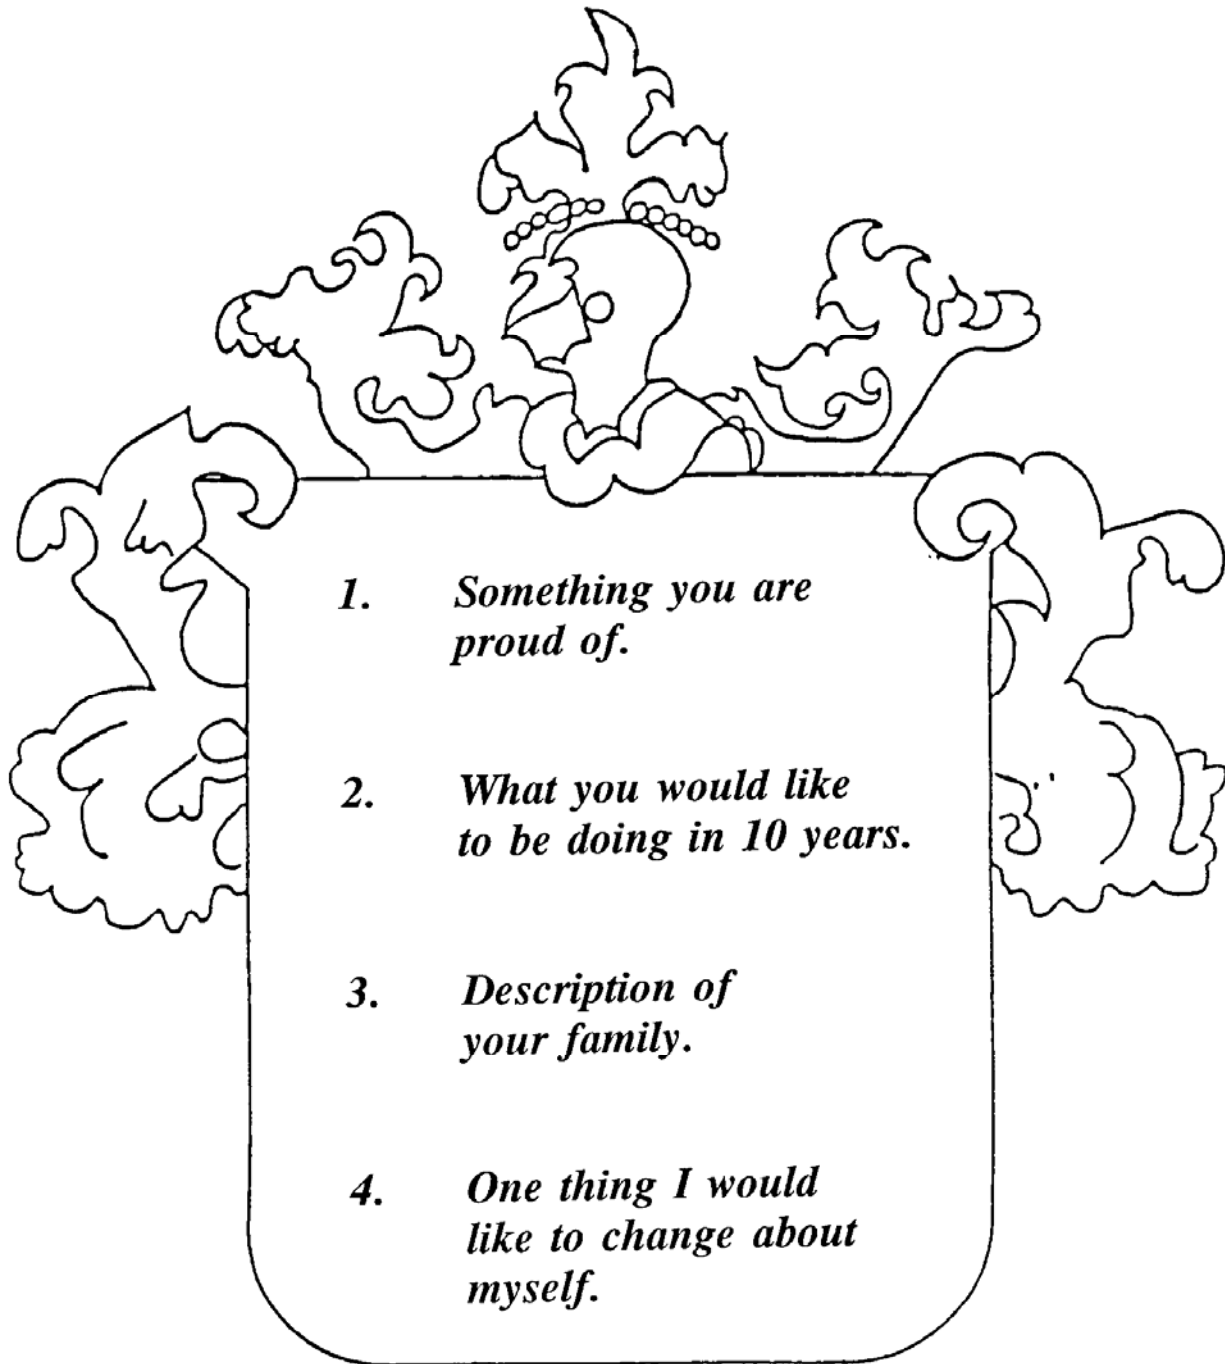 1. Something you are
proud of.
2. What you would like
to be doing in 10 years.
3. Description of
your family.
4. One thing I would
like to change about
myself.